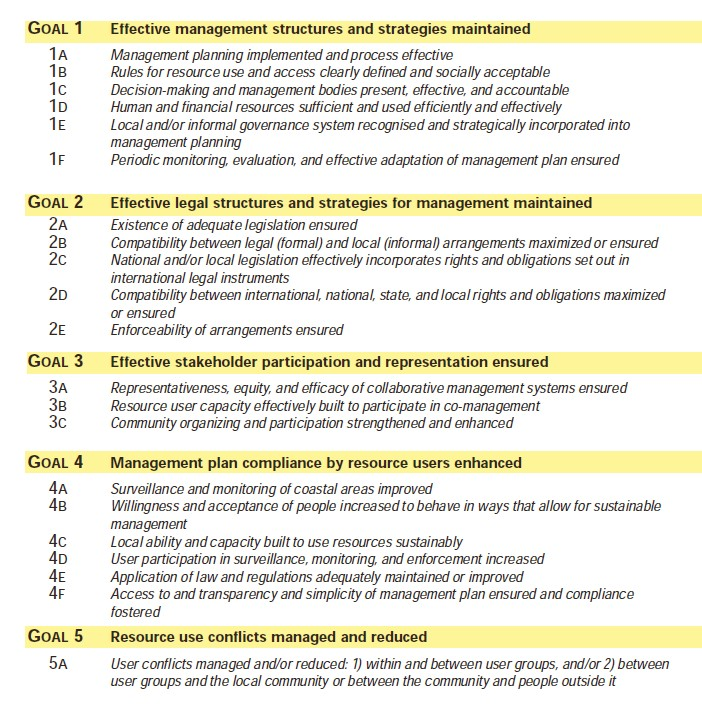 GOAL 1 Effective management structures and strategies maintained
1A Management planning implemented and process effective
1B Rules for resource use and access clearly defined and socially acceptable
1C Decision-making and management bodies present, effective, and accountable
1D Human and financial resources sufficient and used efficiently and effectively
1E Local and/or informal governance system recognised and strategically incorporated into
management planning
1F Periodic monitoring, evaluation, and effective adaptation of management plan ensured
GOAL 2 Effective legal structures and strategies for management maintained
2A Existence of adequate legislation ensured
2B Compatibility between legal (formal) and local (informal) arrangements maximized or ensured
2C National and/or local legislation effectively incorporates rights and obligations set out in
international legal instruments
2D Compatibility between international, national, state, and local rights and obligations maximized
or ensured
2E Enforceability of arrangements ensured
GOAL 3 Effective stakeholder participation and representation ensured
3A Representativeness, equity, and efficacy of collaborative management systems ensured
3B Resource user capacity effectively built to participate in co-management
3C Community organizing and participation strengthened and enhanced
GOAL 4 Management plan compliance by resource users enhanced
4A Surveillance and monitoring of coastal areas improved
4B Willingness and acceptance of people increased to behave in ways that allow for sustainable
management
4C Local ability and capacity built to use resources sustainably
4D User participation in surveillance, monitoring, and enforcement increased
4E Application of law and regulations adequately maintained or improved
4F Access to and transparency and simplicity of management plan ensured and compliance
fostered
GOAL 5 Resource use conflicts managed and reduced
5A User conflicts managed and/or reduced: 1) within and between user groups, and/or 2) between
user groups and the local community or between the community and people outside it